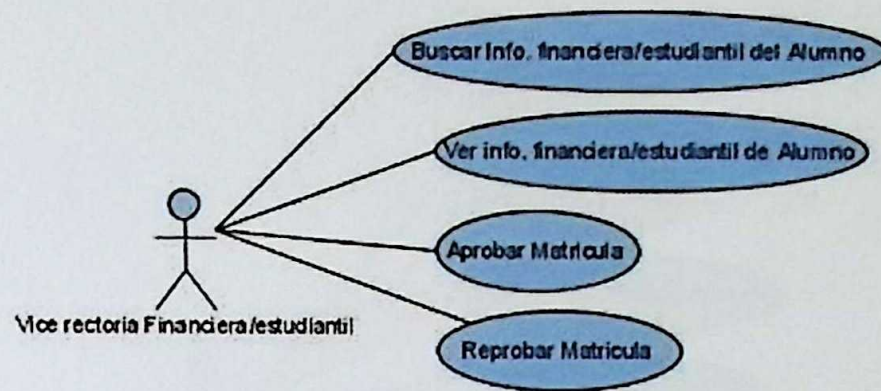 Buscar Info. financiera/estudiantil del Alumno
Ver info. financiera/estudiantil de Alumno
Aprobar Matricula
Vice rectoria Financiera/estudiantil
Reprobar Matricula